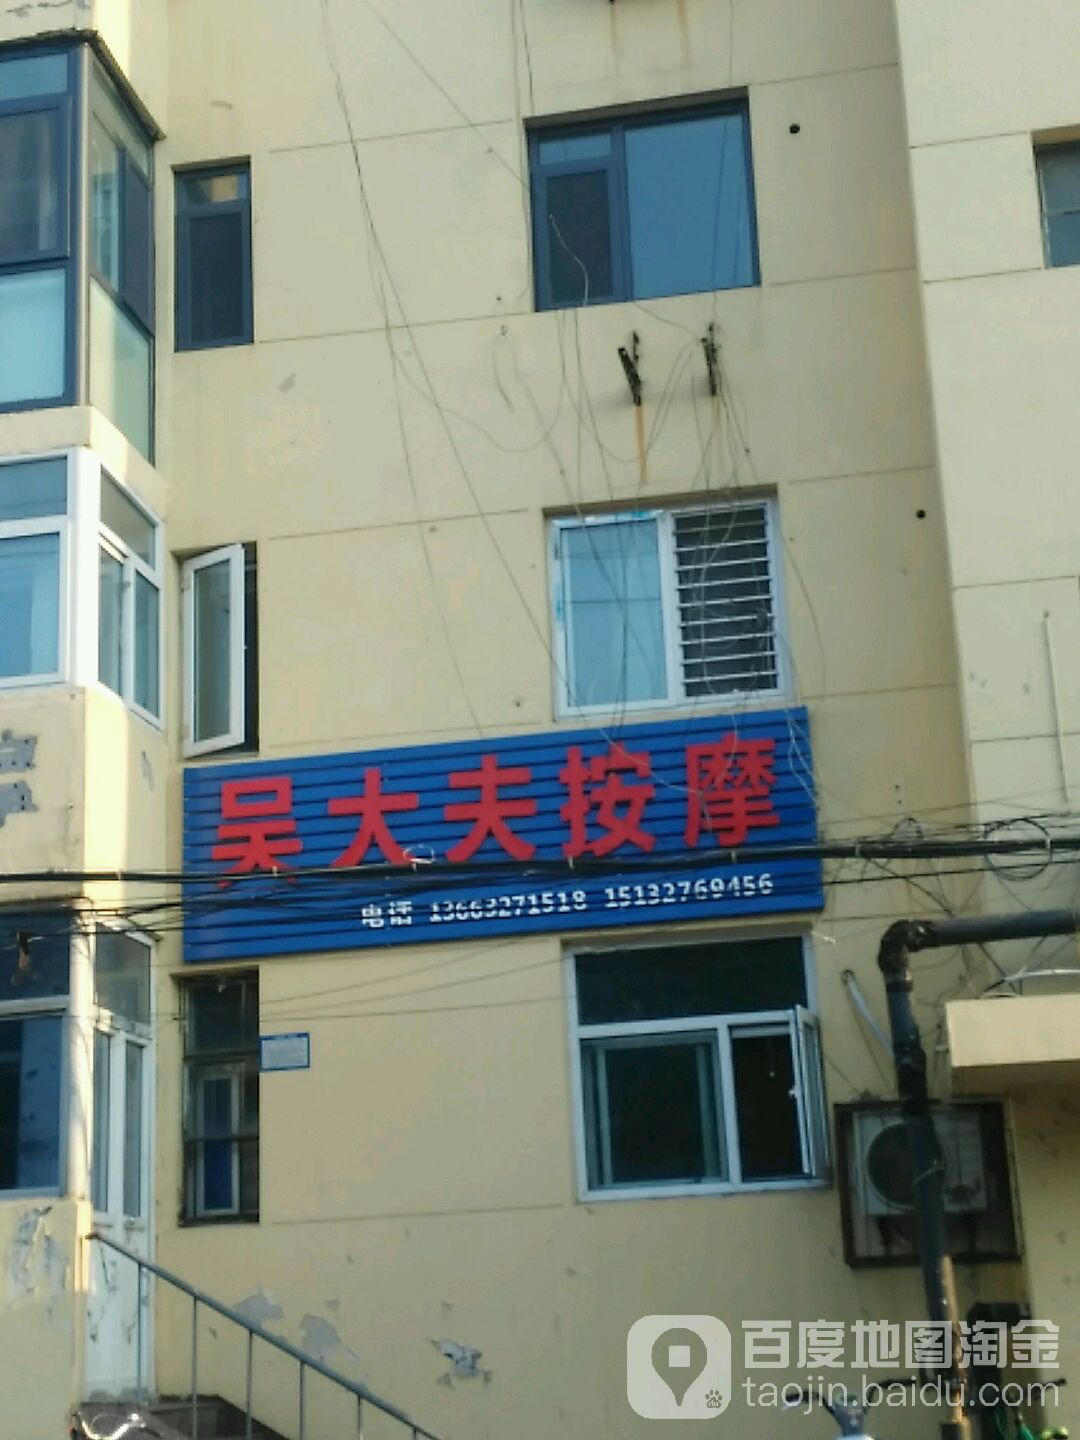 吴大夫按摩
电话 13663271518 15132769456
百度地图淘金
taojin.baidu.com